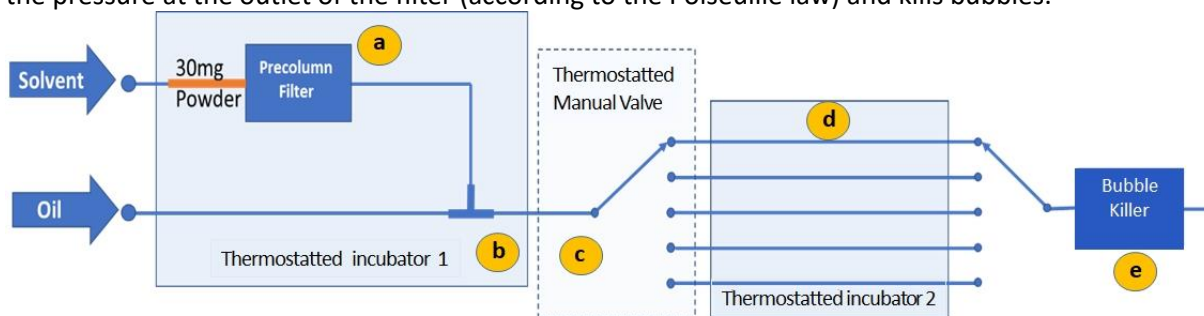 the pressure at the outlet of the filter (according to the Poiseuille law) and kills bubbles.
a
Solvent
30mg
Powder
Precolumn
Filter
Thermostatted
Manual Valve
d
Oil
Bubble
Killer
Thermostatted incubator 1
b
c
Thermostatted incubator 2
e